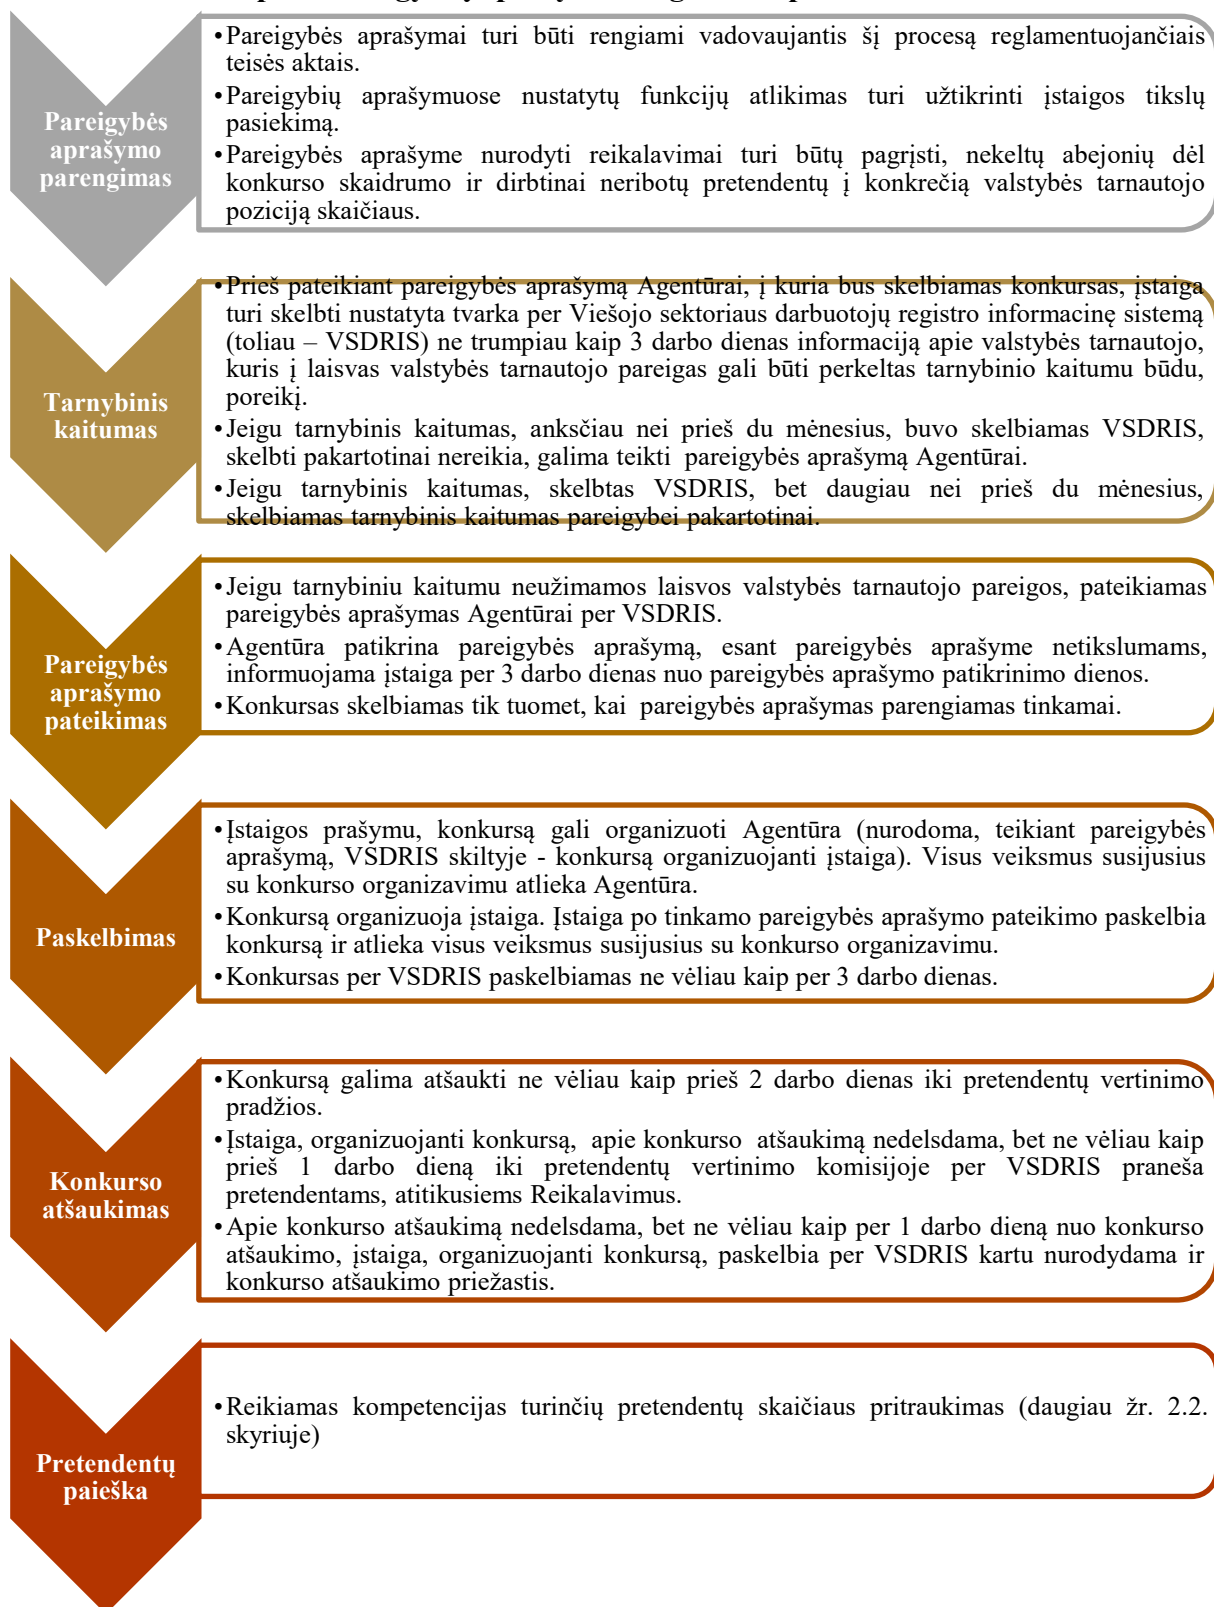 Pareigybės
aprašymo
parengimas
•Pareigybės aprašymai turi būti rengiami vadovaujantis šį procesą reglamentuojančiais
teisės aktais.
•Pareigybių aprašymuose nustatytų funkcijų atlikimas turi užtikrinti įstaigos tikslų
pasiekimą.
•Pareigybės aprašyme nurodyti reikalavimai turi būtų pagrįsti, nekeltų abejonių dėl
konkurso skaidrumo ir dirbtinai neribotų pretendentų į konkrečią valstybės tarnautojo
poziciją skaičiaus.
Tarnybinis
kaitumas
•Prieš pateikiant pareigybės aprašymą Agentūrai, į kuria bus skelbiamas konkursas, įstaiga
turi skelbti nustatyta tvarka per Viešojo sektoriaus darbuotojų registro informacinę sistemą
(toliau – VSDRIS) ne trumpiau kaip 3 darbo dienas informaciją apie valstybės tarnautojo,
kuris į laisvas valstybės tarnautojo pareigas gali būti perkeltas tarnybinio kaitumu būdu,
poreikį.
•Jeigu tarnybinis kaitumas, anksčiau nei prieš du mėnesius, buvo skelbiamas VSDRIS,
skelbti pakartotinai nereikia, galima teikti pareigybės aprašymą Agentūrai.
•Jeigu tarnybinis kaitumas, skelbtas VSDRIS, bet daugiau nei prieš du mėnesius,
skelbiamas tarnybinis kaitumas pareigybei pakartotinai.
Pareigybės
aprašymo
pateikimas
•Jeigu tarnybiniu kaitumu neužimamos laisvos valstybės tarnautojo pareigos, pateikiamas
pareigybės aprašymas Agentūrai per VSDRIS.
•Agentūra patikrina pareigybės aprašymą, esant pareigybės aprašyme netikslumams,
informuojama įstaiga per 3 darbo dienas nuo pareigybės aprašymo patikrinimo dienos.
•Konkursas skelbiamas tik tuomet, kai pareigybės aprašymas parengiamas tinkamai.
Paskelbimas
•Įstaigos prašymu, konkursą gali organizuoti Agentūra (nurodoma, teikiant pareigybės
aprašymą, VSDRIS skiltyje - konkursą organizuojanti įstaiga). Visus veiksmus susijusius
su konkurso organizavimu atlieka Agentūra.
•Konkursą organizuoja įstaiga. Įstaiga po tinkamo pareigybės aprašymo pateikimo paskelbia
konkursą ir atlieka visus veiksmus susijusius su konkurso organizavimu.
•Konkursas per VSDRIS paskelbiamas ne vėliau kaip per 3 darbo dienas.
Konkurso
atšaukimas
•Konkursą galima atšaukti ne vėliau kaip prieš 2 darbo dienas iki pretendentų vertinimo
pradžios.
•Įstaiga, organizuojanti konkursą, apie konkurso atšaukimą nedelsdama, bet ne vėliau kaip
prieš 1 darbo dieną iki pretendentų vertinimo komisijoje per VSDRIS praneša
pretendentams, atitikusiems Reikalavimus.
•Apie konkurso atšaukimą nedelsdama, bet ne vėliau kaip per 1 darbo dieną nuo konkurso
atšaukimo, įstaiga, organizuojanti konkursą, paskelbia per VSDRIS kartu nurodydama ir
konkurso atšaukimo priežastis.
Pretendentų
paieška
•Reikiamas kompetencijas turinčių pretendentų skaičiaus pritraukimas (daugiau žr. 2.2.
skyriuje)